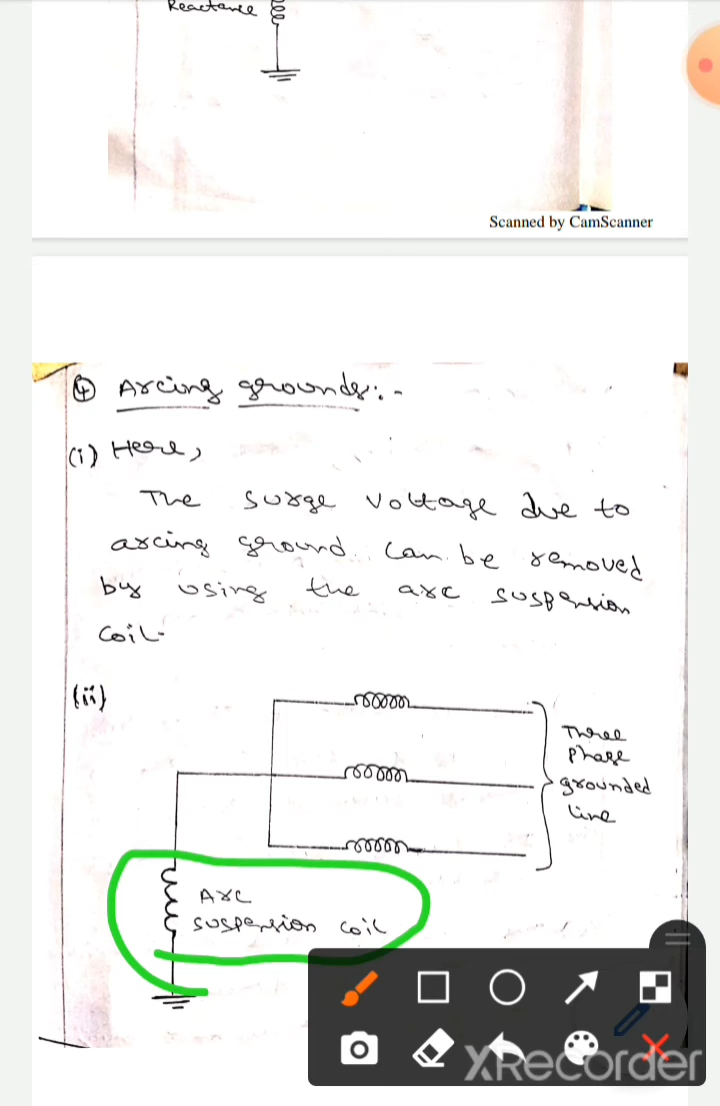 Reactance
Scanned by CamScanner
④ Arcing grounds:-
(i) Here,
The surge voltage due to
arcing ground can be removed
by using the arc suspension
coil-
(ii)
Three
phase
grounded
line
Arc
suspension coil
XRecorder